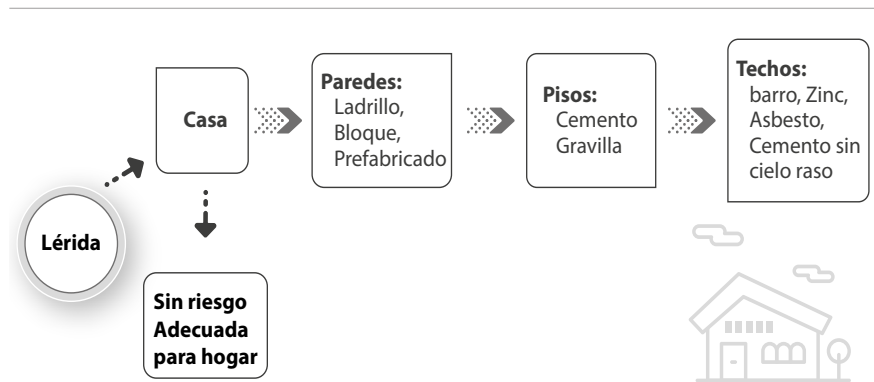 Lérida
Casa
Paredes:
Ladrillo,
Bloque,
Prefabricado
Pisos:
Cemento
Gravilla
Techos:
barro, Zinc,
Asbesto,
Cemento sin
cielo raso
Sin riesgo
Adecuada
para hogar